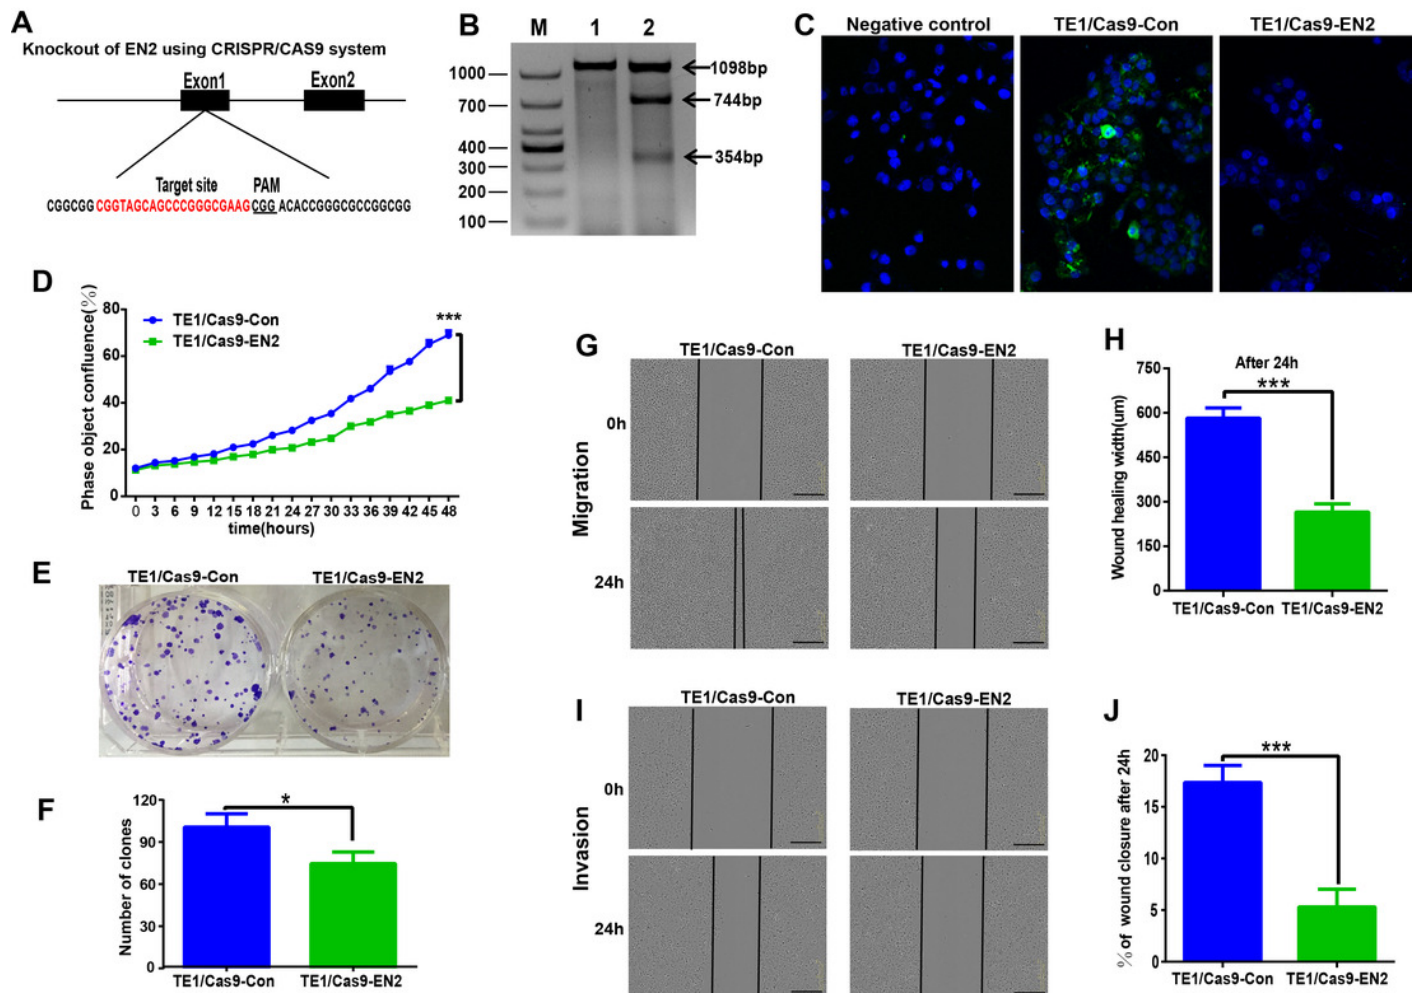 A
Knockout of EN2 using CRISPR/CAS9 system
Exon1
Exon2
Target site
PAM
CGGCGG CGGTAGCAGCCCGGGCGAAG CGG ACACCGGGCGCCGGCGG
B
M
1
2
1000
700
400
300
200
100
1098bp
744bp
354bp
C
Negative control
TE1/Cas9-Con
TE1/Cas9-EN2
D
Phase object confluence(%)
80
60
40
20
0
TE1/Cas9-Con
TE1/Cas9-EN2
***
0 3 6 9 12 15 18 21 24 27 30 33 36 39 42 45 48
time(hours)
E
TE1/Cas9-Con
TE1/Cas9-EN2
F
Number of clones
120
90
60
30
0
*
TE1/Cas9-Con
TE1/Cas9-EN2
G
Migration
TE1/Cas9-Con
TE1/Cas9-EN2
0h
24h
H
After 24h
Wound healing width(um)
750
600
450
300
150
0
***
TE1/Cas9-Con
TE1/Cas9-EN2
I
Invasion
TE1/Cas9-Con
TE1/Cas9-EN2
0h
24h
J
% of wound closure after 24h
20
15
10
5
0
***
TE1/Cas9-Con
TE1/Cas9-EN2